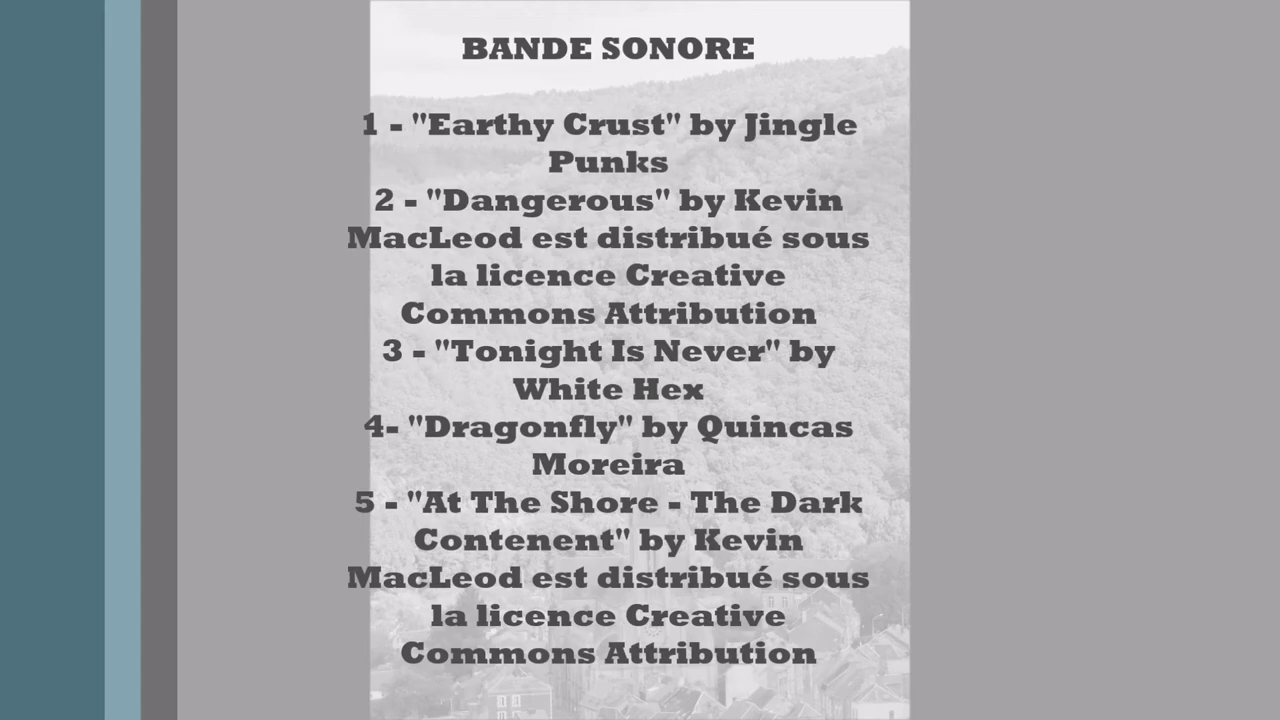 BANDE SONORE
1 - "Earthy Crust" by Jingle
Punks
2 - "Dangerous" by Kevin
MacLeod est distribué sous
la licence Creative
Commons Attribution
3 - "Tonight Is Never" by
White Hex
4- "Dragonfly" by Quincas
Moreira
5 - "At The Shore - The Dark
Contenent" by Kevin
MacLeod est distribué sous
la licence Creative
Commons Attribution